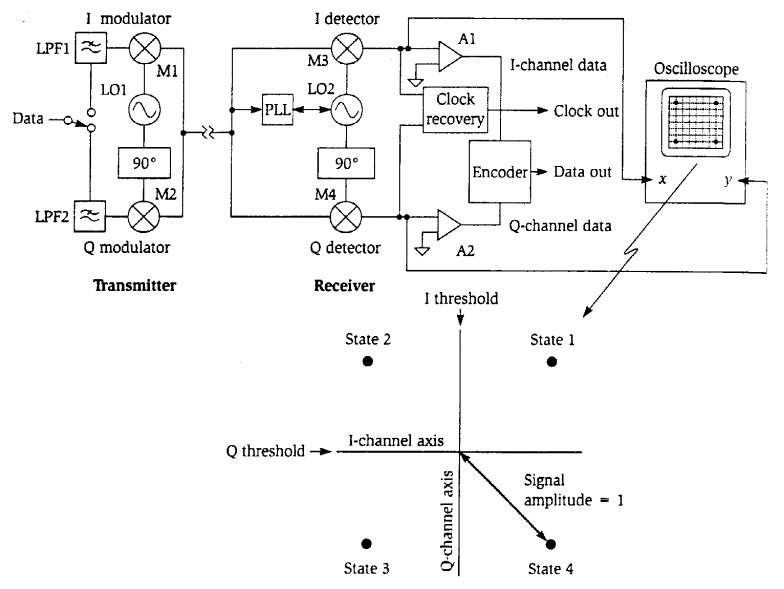 I modulator
I detector
LPF1
M1
M3
A1
I-channel data
Oscilloscope
LO1
LO2
PLL
Clock
recovery
Clock out
Data
90°
90°
Encoder
Data out
x
y
M2
M4
LPF2
Q-channel data
Q modulator
Q detector
A2
Transmitter
Receiver
I threshold
State 2
State 1
Q threshold
I-channel axis
Q-channel axis
Signal
amplitude = 1
State 3
State 4